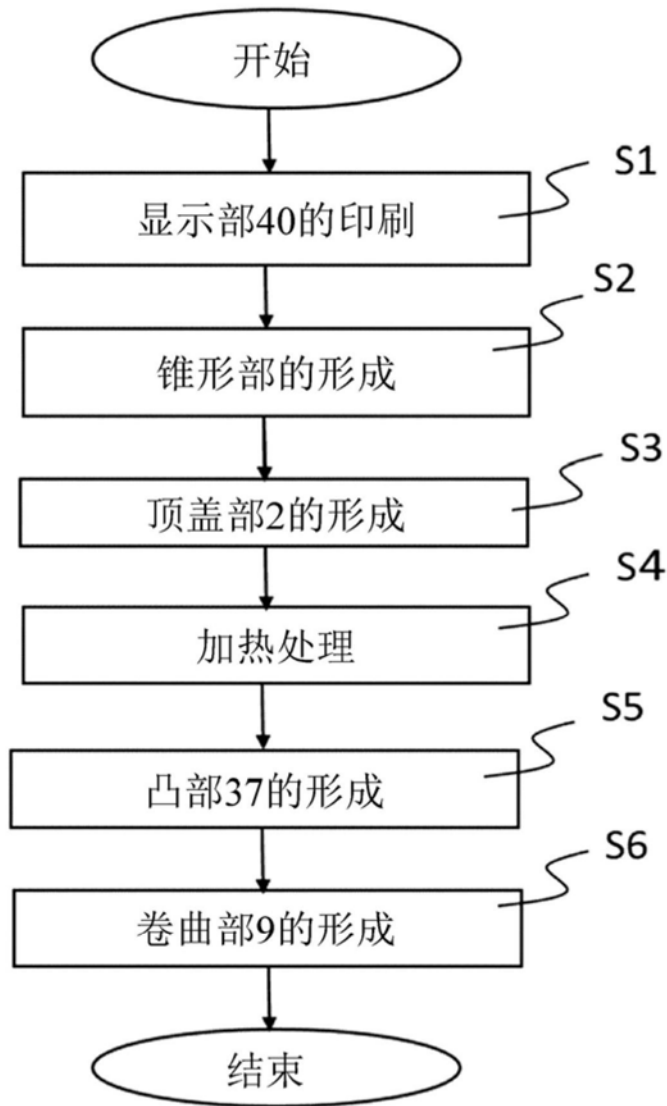 开始
S1
显示部40的印刷
S2
锥形部的形成
S3
顶盖部2的形成
S4
加热处理
S5
凸部37的形成
S6
卷曲部9的形成
结束